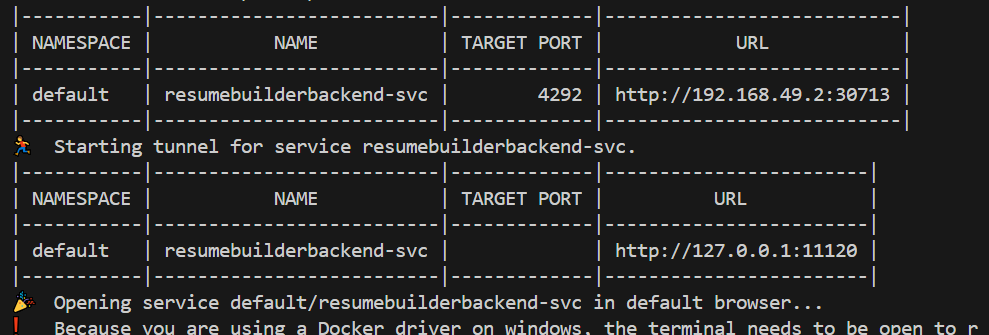 |-----------|-------------------------|-------------|---------------------------|
| NAMESPACE |          NAME           | TARGET PORT |            URL            |
|-----------|-------------------------|-------------|---------------------------|
| default   | resumebuilderbackend-svc |        4292 | http://192.168.49.2:30713 |
|-----------|-------------------------|-------------|---------------------------|
🏃  Starting tunnel for service resumebuilderbackend-svc.
|-----------|-------------------------|-------------|------------------------|
| NAMESPACE |          NAME           | TARGET PORT |          URL           |
|-----------|-------------------------|-------------|------------------------|
| default   | resumebuilderbackend-svc |             | http://127.0.0.1:11120 |
|-----------|-------------------------|-------------|------------------------|
🎉  Opening service default/resumebuilderbackend-svc in default browser...
❗  Because you are using a Docker driver on windows, the terminal needs to be open to r